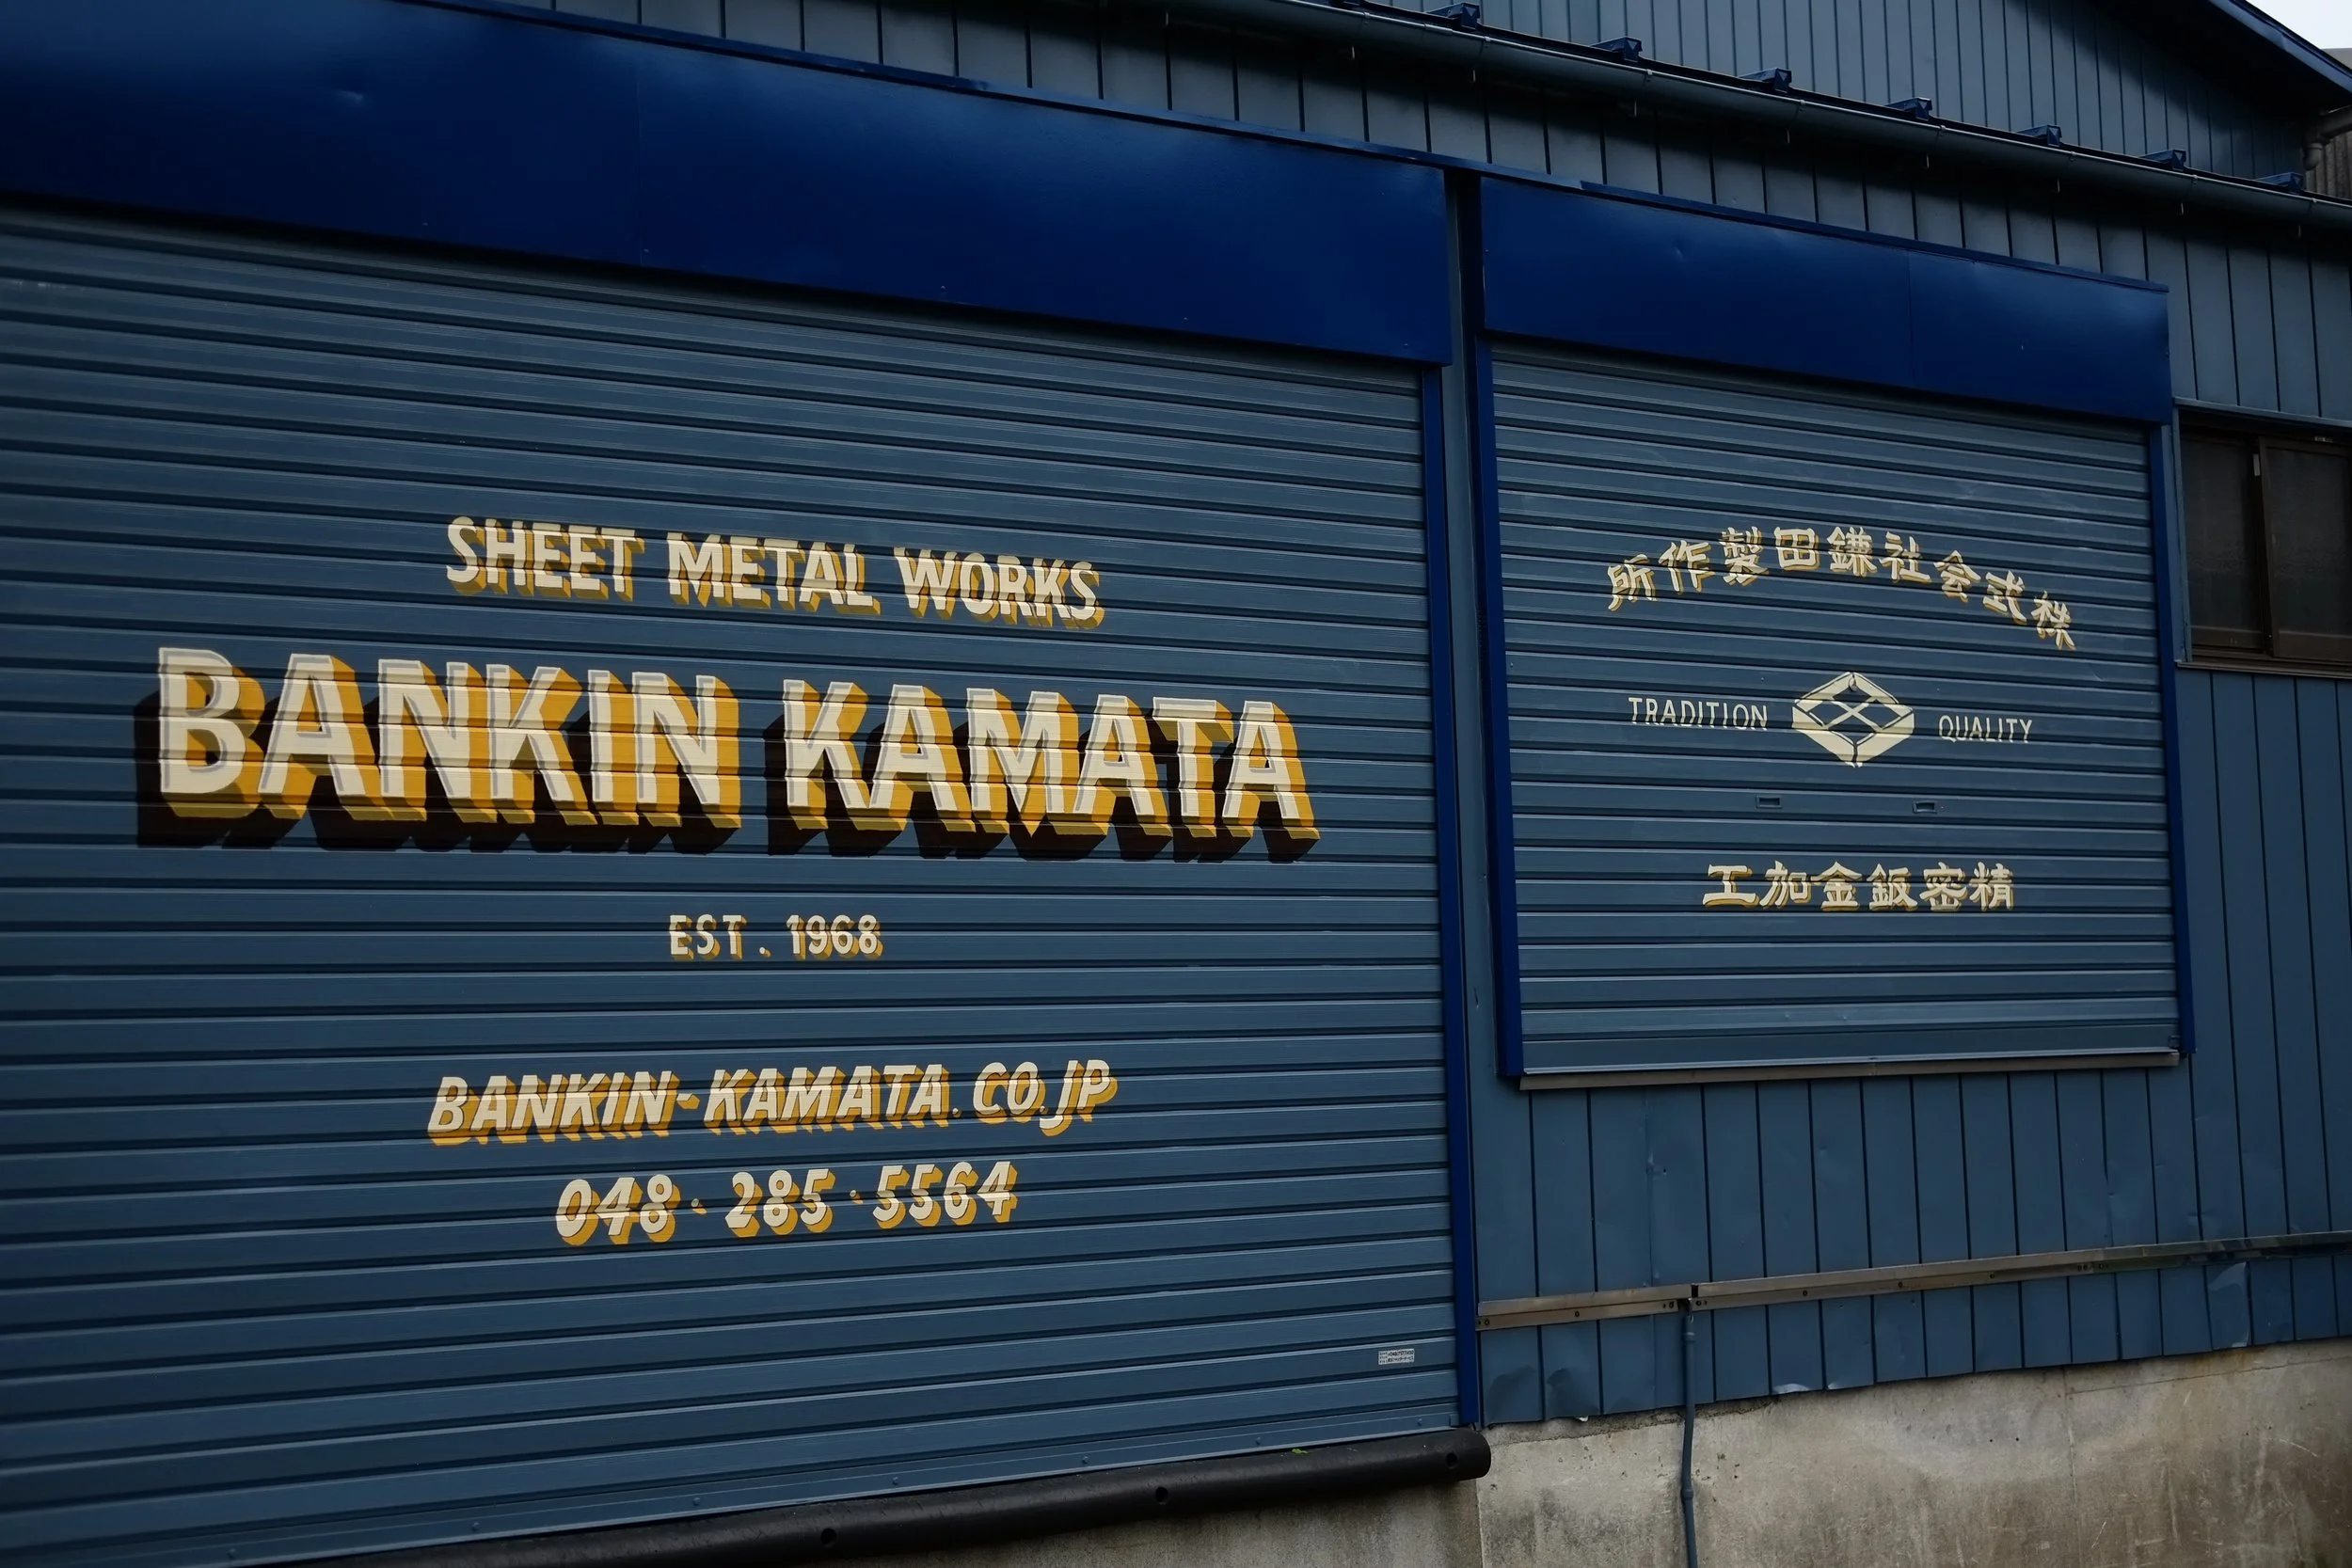 SHEET METAL WORKS
BANKIN KAMATA
EST. 1968
BANKIN-KAMATA.CO.JP
048·285·5564
株式会社鎌田製作所
TRADITION QUALITY
精密鈑金加工